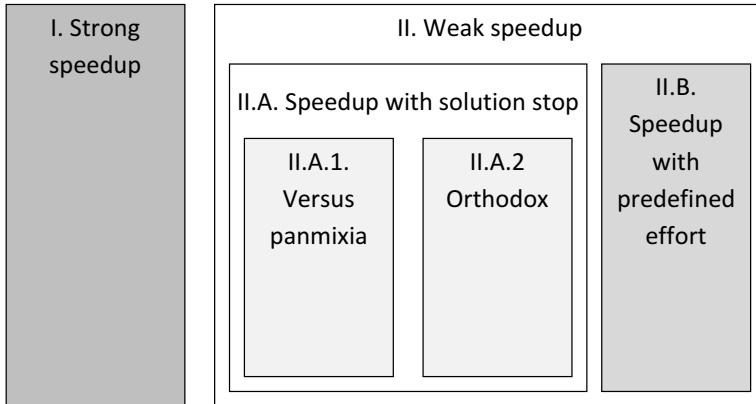 I. Strong
speedup
II. Weak speedup
II.A. Speedup with solution stop
II.A.1.
Versus
panmixia
II.A.2
Orthodox
II.B.
Speedup
with
predefined
effort